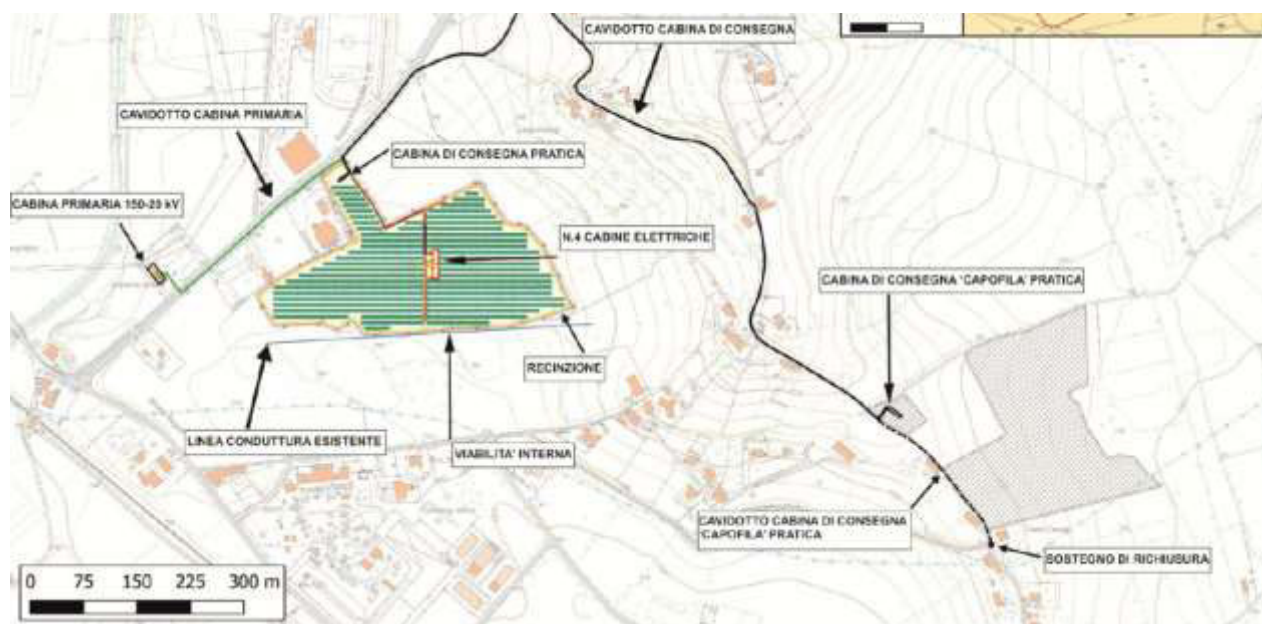 CAVIDOTTO CABINA DI CONSEGNA
CAVIDOTTO CABINA PRIMARIA
CABINA DI CONSEGNA PRATICA
CABINA PRIMARIA 150-20 kV
N.4 CABINE ELETTRICHE
CABINA DI CONSEGNA 'CAPOFILA' PRATICA
RECINZIONE
LINEA CONDUTTURA ESISTENTE
VIABILITA' INTERNA
CAVIDOTTO CABINA DI CONSEGNA
'CAPOFILA' PRATICA
SOSTEGNO DI RICHIUSURA
0 75 150 225 300 m